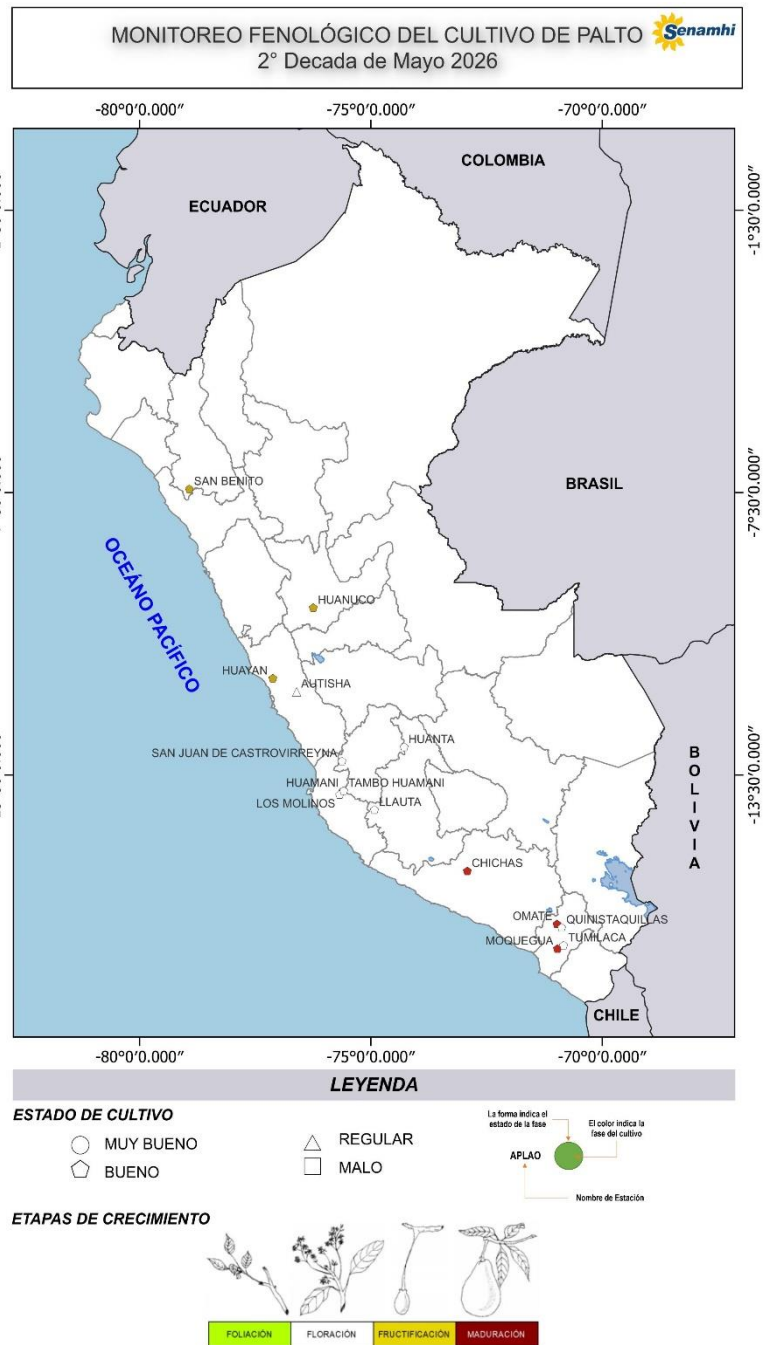 MONITOREO FENOLÓGICO DEL CULTIVO DE PALTO
2° Decada de Mayo 2026
Senamhi
-80°0'0.000" -75°0'0.000" -70°0'0.000"
COLOMBIA
ECUADOR
-1°30'0.000"
SAN BENITO
BRASIL
-7°30'0.000"
OCEÁNO PACÍFICO
HUANUCO
HUAYAN
AUTISHA
HUANTA
SAN JUAN DE CASTROVIRREYNA
-13°30'0.000"
HUAMANI TAMBO HUAMANI
LOS MOLINOS LLAUTA
BOLIVIA
CHICHAS
OMATE QUINISTAQUILLAS
MOQUEGUA TUMILACA
CHILE
-80°0'0.000" -75°0'0.000" -70°0'0.000"
LEYENDA
ESTADO DE CULTIVO
MUY BUENO
BUENO
REGULAR
MALO
La forma indica el
estado de la fase
El color indica la
fase del cultivo
APLAO
Nombre de Estación
ETAPAS DE CRECIMIENTO
FOLIACIÓN FLORACIÓN FRUCTIFICACIÓN MADURACIÓN